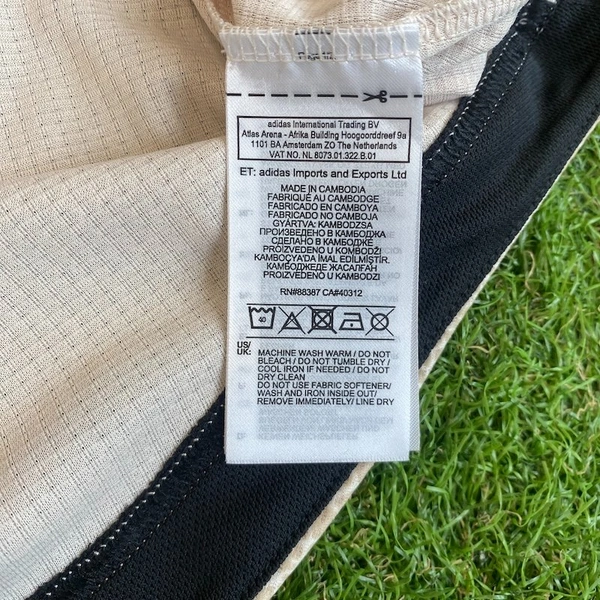 adidas International Trading BV
Atlas Arena - Afrika Building Hoogoorddreef 9a
1101 BA Amsterdam ZO The Netherlands
VAT NO. NL 8073.01.322.B.01
ET: adidas Imports and Exports Ltd
MADE IN CAMBODIA
FABRIQUÉ AU CAMBODGE
FABRICADO EN CAMBOYA
FABRICADO NO CAMBOJA
GYÁRTVA: KAMBODZSA
ПРОИЗВЕДЕНО В КАМБОДЖА
СДЕЛАНО В КАМБОДЖЕ
PROIZVEDENO U KOMBODŽI
KAMBOÇYA'DA İMAL EDİLMİŞTİR.
КАМБОДЖЕДЕ ЖАСАЛҒАН
PROIZVEDENO U KAMBODZI
RN#88387 CA#40312
40
US/
UK: MACHINE WASH WARM / DO NOT
BLEACH / DO NOT TUMBLE DRY /
COOL IRON IF NEEDED / DO NOT
DRY CLEAN
DO NOT USE FABRIC SOFTENER/
WASH AND IRON INSIDE OUT/
REMOVE IMMEDIATELY/ LINE DRY